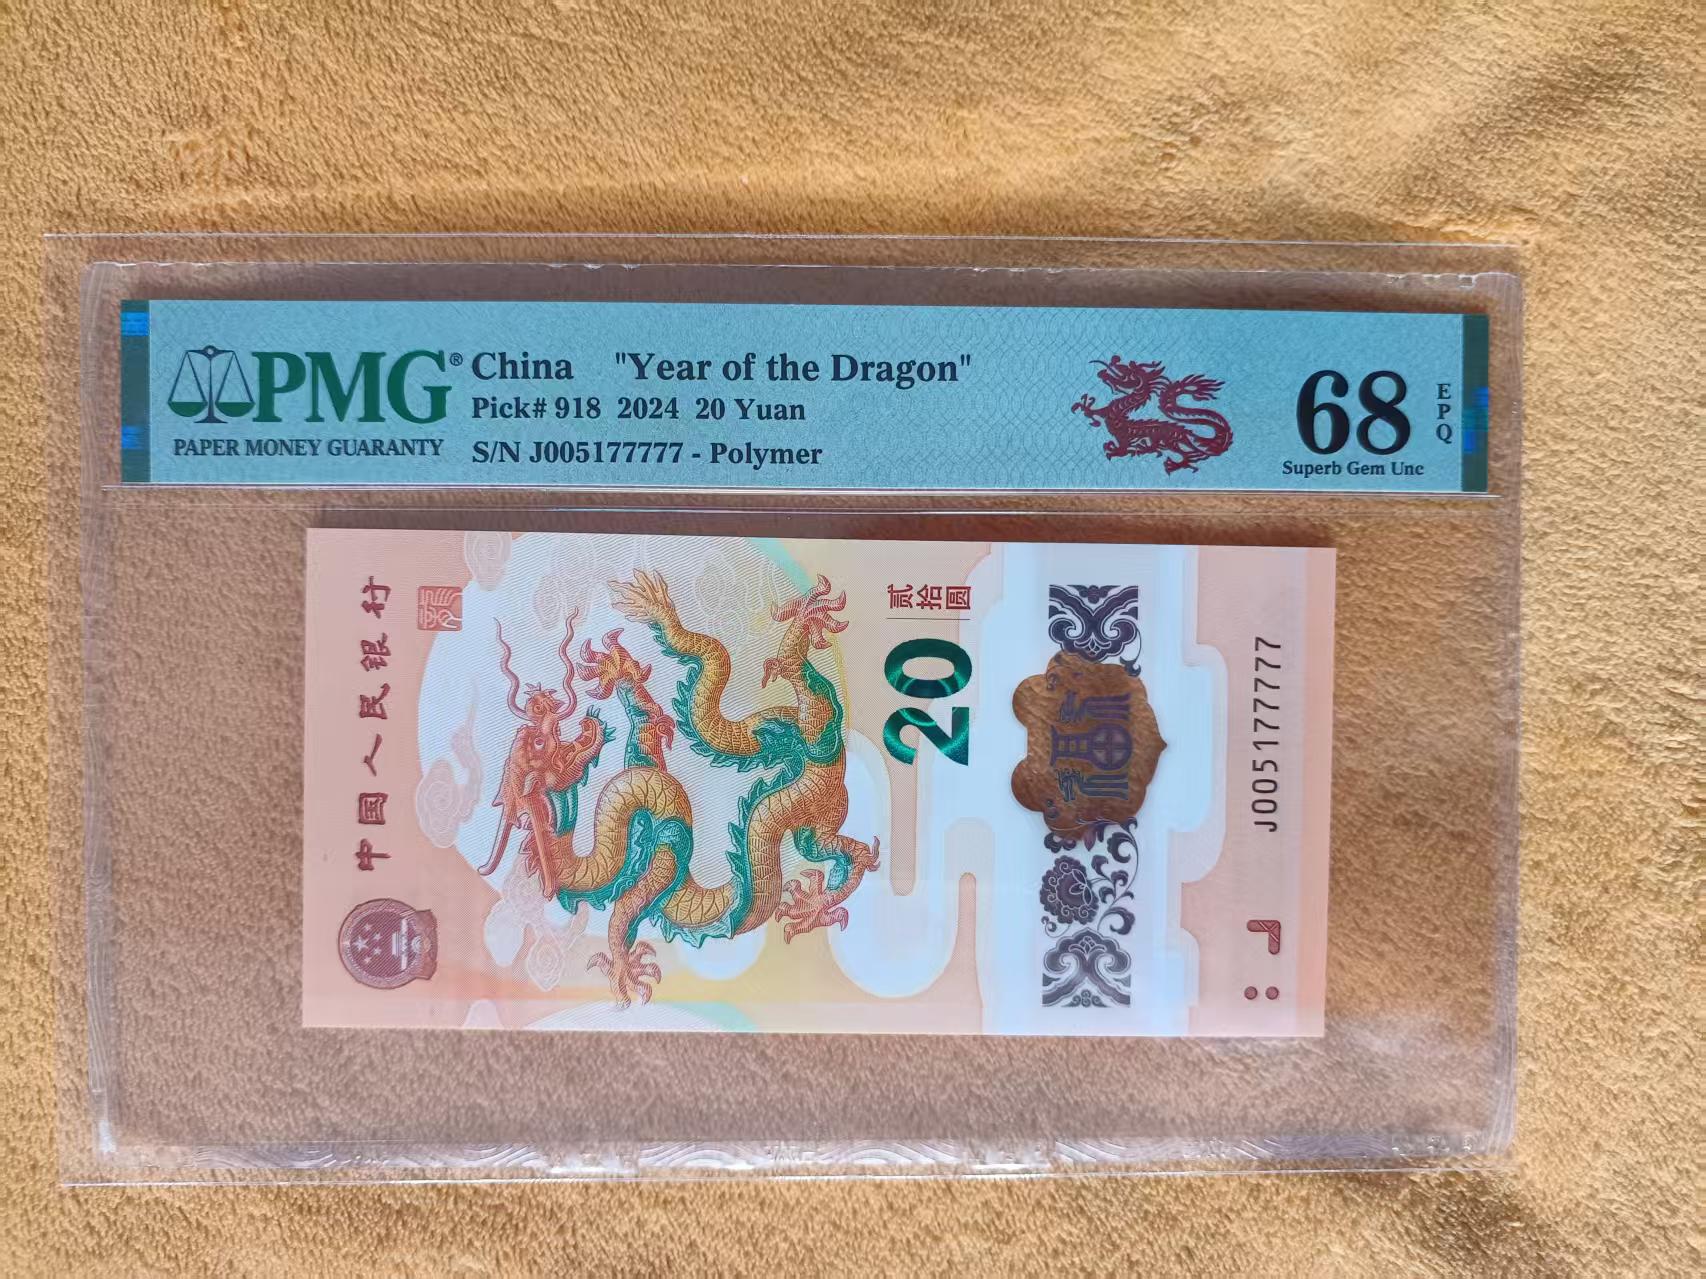 PMG®
PAPER MONEY GUARANTY
China "Year of the Dragon"
Pick# 918 2024 20 Yuan
S/N J005177777 - Polymer
68
EPQ
Superb Gem Unc
中国人民银行
贰拾圆
20
J005177777